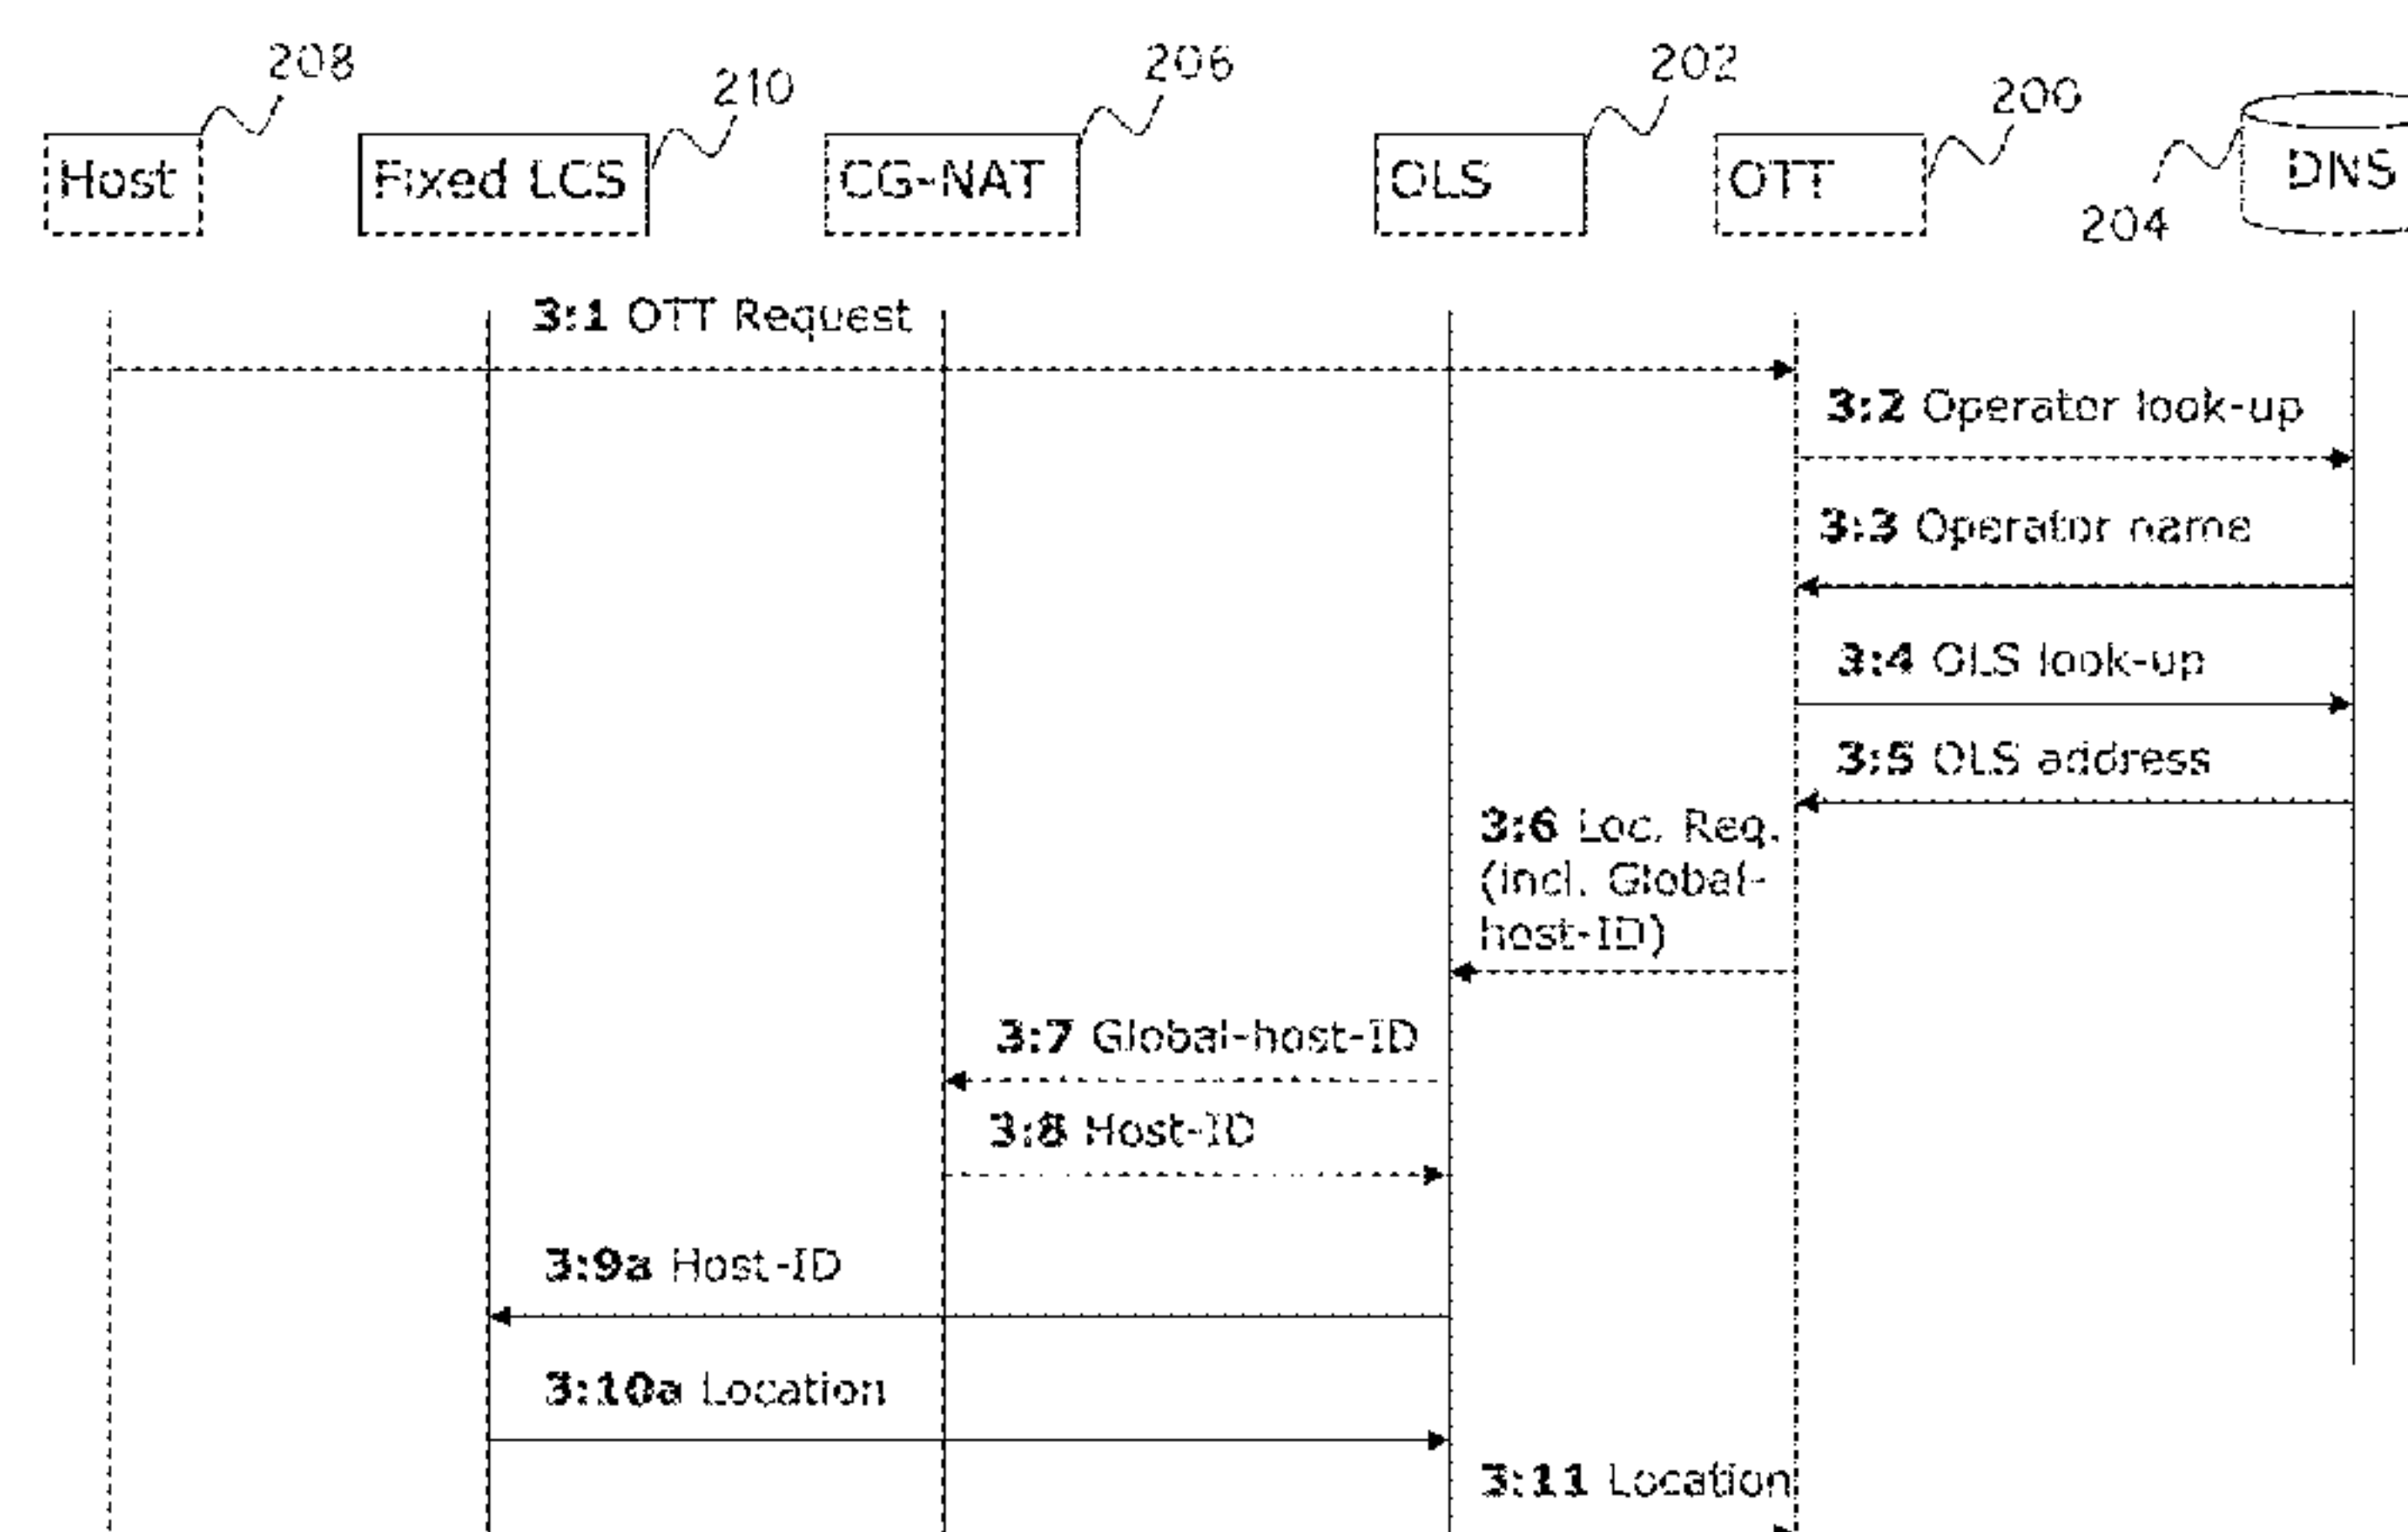 208
210
206
202
200
204
Host
Fixed LCS
CG-NAT
OLS
OTT
DNS
3:1 OTT Request
3:2 Operator look-up
3:3 Operator name
3:4 OLS look-up
3:5 OLS address
3:6 Loc. Req.
(incl. Global-
host-ID)
3:7 Global-host-ID
3:8 Host-ID
3:9a Host-ID
3:10a Location
3:11 Location